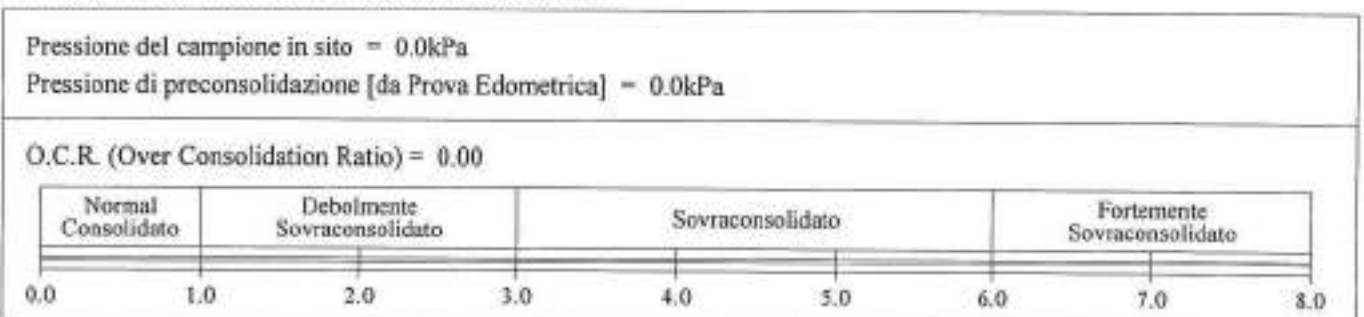 Pressione del campione in sito = 0.0kPa
Pressione di preconsolidazione [da Prova Edometrica] = 0.0kPa
O.C.R. (Over Consolidation Ratio) = 0.00
Normal Consolidato
Debolmente Sovraconsolidato
Sovraconsolidato
Fortemente Sovraconsolidato
0.0 1.0 2.0 3.0 4.0 5.0 6.0 7.0 8.0